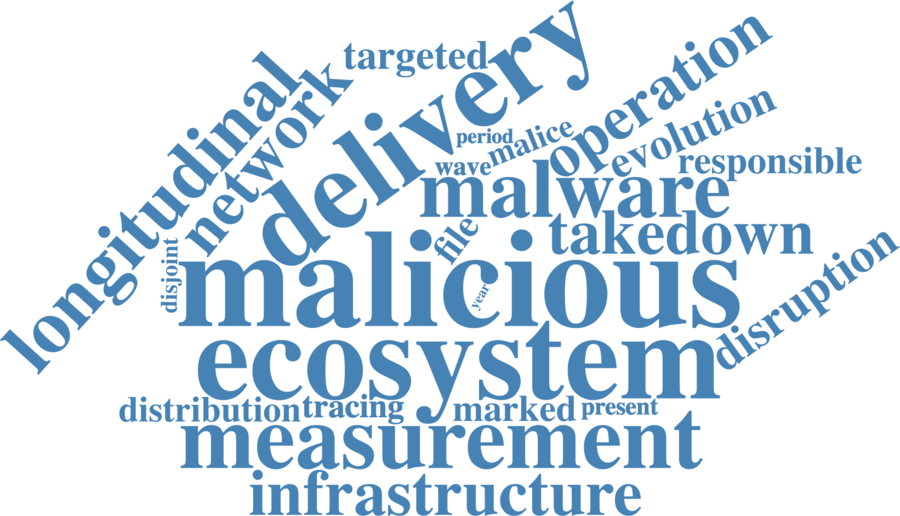 targeted
delivery
operation
longitudinal
network
period
malice
evolution
wave
responsible
malware
file
takedown
disjoint
malicious
year
disruption
ecosystem
distribution
tracing
marked
present
measurement
infrastructure